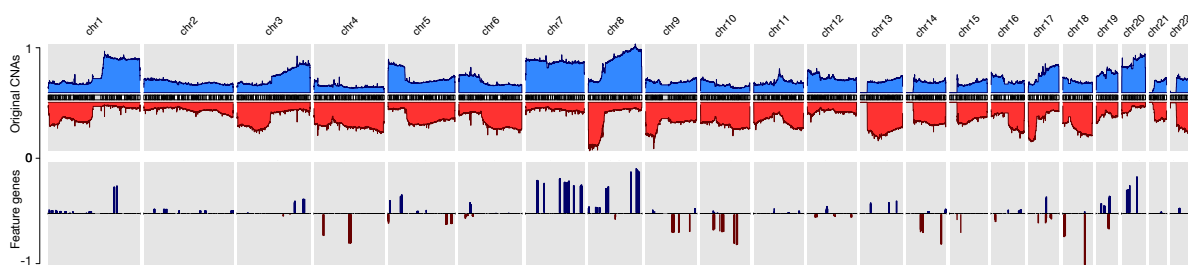 chr1 chr2 chr3 chr4 chr5 chr6 chr7 chr8 chr9 chr10 chr11 chr12 chr13 chr14 chr15 chr16 chr17 chr18 chr19 chr20 chr21
1
Original CNAs
0
Feature genes
-1